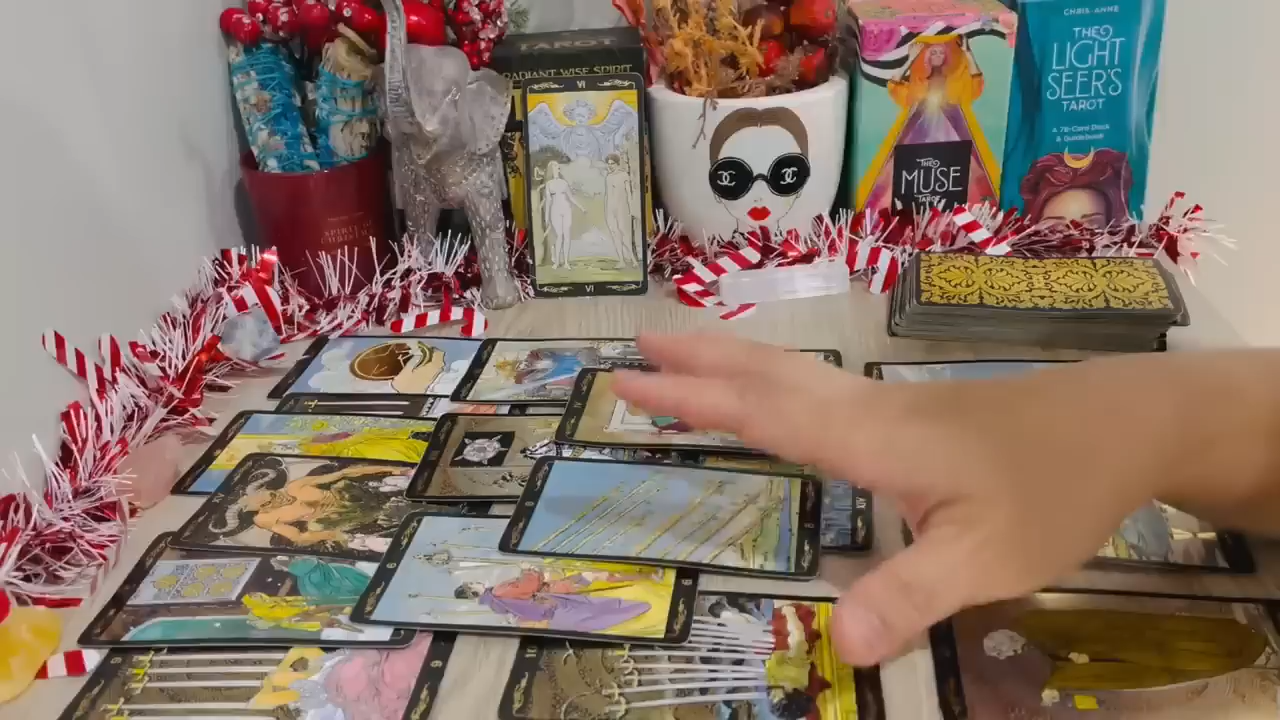 TAROT
RADIANT WISE SPIRIT
VI
VI
THE
MUSE
TAROT
CHRIS-ANNE
THE
LIGHT
SEER'S
TAROT
A 78-Card Deck
& Guidebook